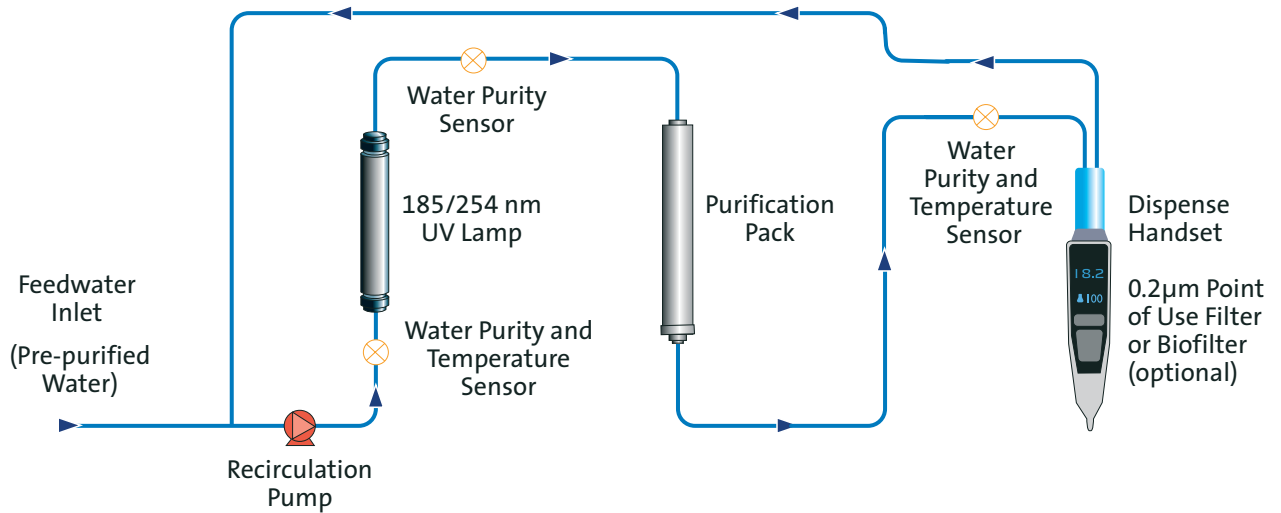 Water Purity
Sensor
185/254 nm
UV Lamp
Purification
Pack
Water
Purity and
Temperature
Sensor
Dispense
Handset
0.2µm Point
of Use Filter
or Biofilter
(optional)
18.2
100
Feedwater
Inlet
(Pre-purified
Water)
Water Purity and
Temperature
Sensor
Recirculation
Pump